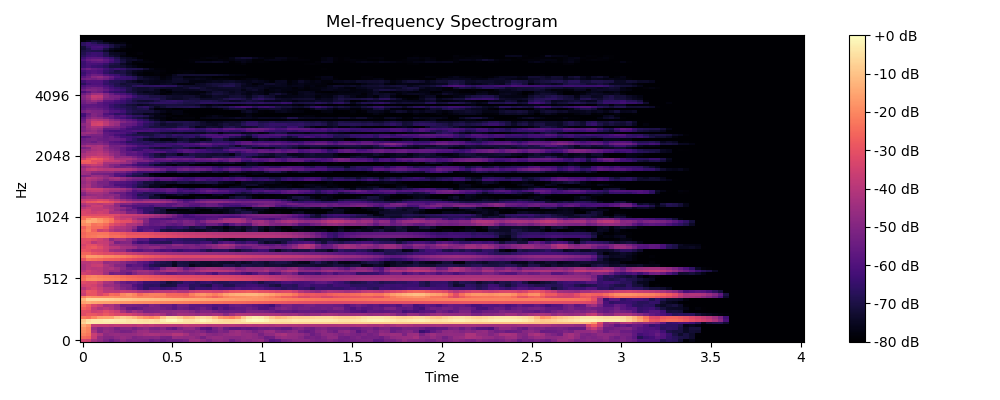 Mel-frequency Spectrogram
Hz
4096
2048
1024
512
0
0 0.5 1 1.5 2 2.5 3 3.5 4
Time
+0 dB
-10 dB
-20 dB
-30 dB
-40 dB
-50 dB
-60 dB
-70 dB
-80 dB